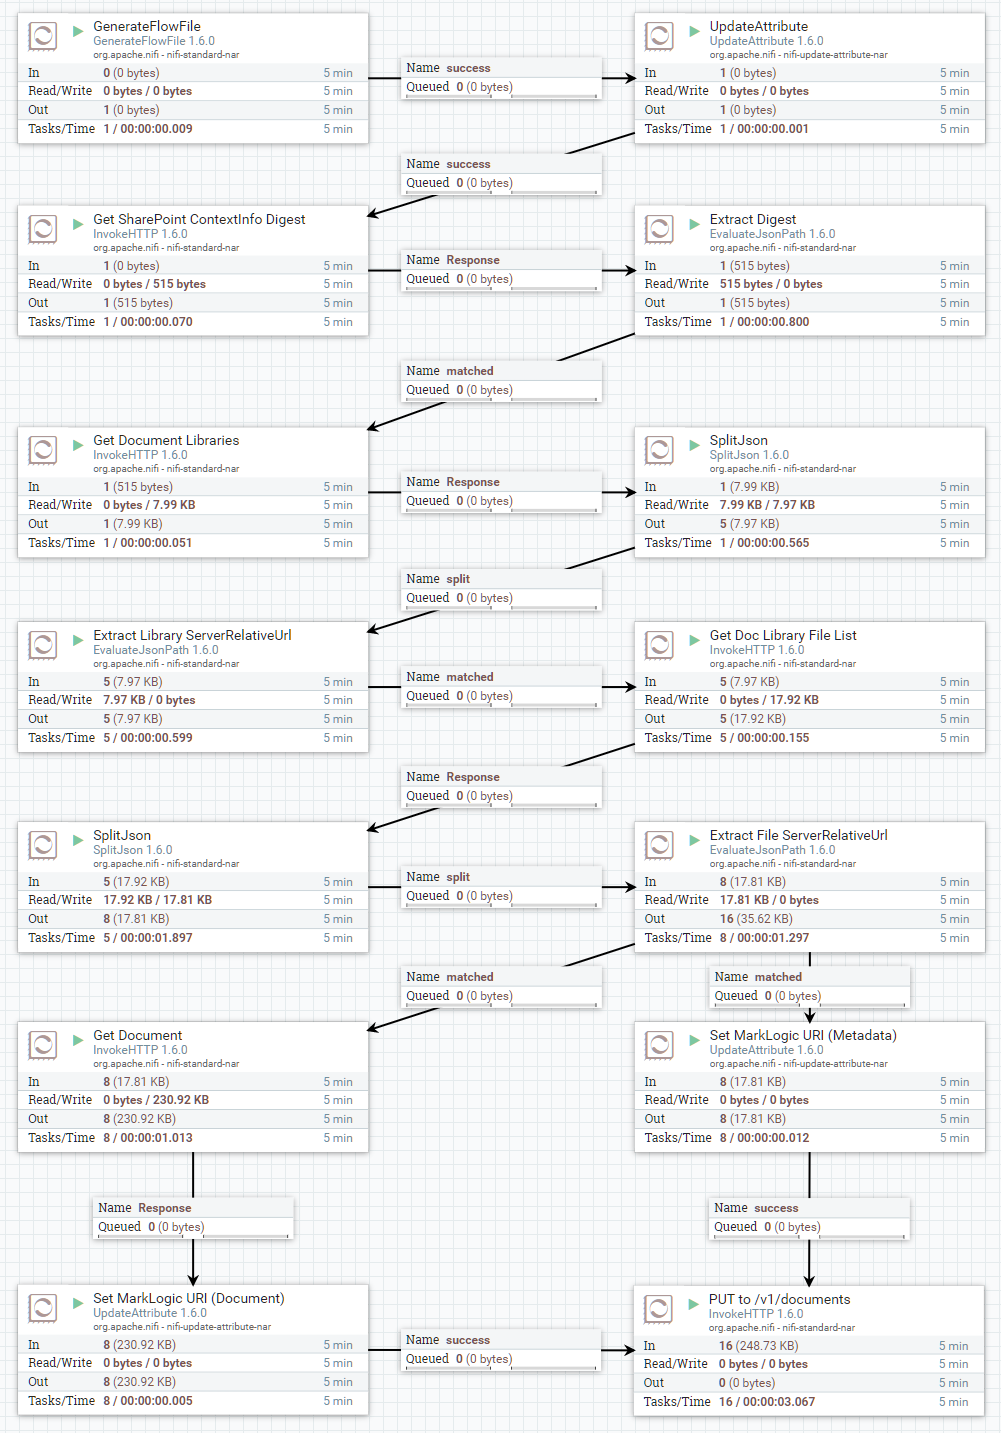 GenerateFlowFile
GenerateFlowFile 1.6.0
org.apache.nifi - nifi-standard-nar
In 0 (0 bytes) 5 min
Read/Write 0 bytes / 0 bytes 5 min
Out 1 (0 bytes) 5 min
Tasks/Time 1 / 00:00:00.009 5 min
Name success
Queued 0 (0 bytes)
UpdateAttribute
UpdateAttribute 1.6.0
org.apache.nifi - nifi-update-attribute-nar
In 1 (0 bytes) 5 min
Read/Write 0 bytes / 0 bytes 5 min
Out 1 (0 bytes) 5 min
Tasks/Time 1 / 00:00:00.001 5 min
Name success
Queued 0 (0 bytes)
Get SharePoint ContextInfo Digest
InvokeHTTP 1.6.0
org.apache.nifi - nifi-standard-nar
In 1 (0 bytes) 5 min
Read/Write 0 bytes / 515 bytes 5 min
Out 1 (515 bytes) 5 min
Tasks/Time 1 / 00:00:00.070 5 min
Name Response
Queued 0 (0 bytes)
Extract Digest
EvaluateJsonPath 1.6.0
org.apache.nifi - nifi-standard-nar
In 1 (515 bytes) 5 min
Read/Write 515 bytes / 0 bytes 5 min
Out 1 (515 bytes) 5 min
Tasks/Time 1 / 00:00:00.800 5 min
Name matched
Queued 0 (0 bytes)
Get Document Libraries
InvokeHTTP 1.6.0
org.apache.nifi - nifi-standard-nar
In 1 (515 bytes) 5 min
Read/Write 0 bytes / 7.99 KB 5 min
Out 1 (7.99 KB) 5 min
Tasks/Time 1 / 00:00:00.051 5 min
Name Response
Queued 0 (0 bytes)
SplitJson
SplitJson 1.6.0
org.apache.nifi - nifi-standard-nar
In 1 (7.99 KB) 5 min
Read/Write 7.99 KB / 7.97 KB 5 min
Out 5 (7.97 KB) 5 min
Tasks/Time 1 / 00:00:00.565 5 min
Name split
Queued 0 (0 bytes)
Extract Library ServerRelativeUrl
EvaluateJsonPath 1.6.0
org.apache.nifi - nifi-standard-nar
In 5 (7.97 KB) 5 min
Read/Write 7.97 KB / 0 bytes 5 min
Out 5 (7.97 KB) 5 min
Tasks/Time 5 / 00:00:00.599 5 min
Name matched
Queued 0 (0 bytes)
Get Doc Library File List
InvokeHTTP 1.6.0
org.apache.nifi - nifi-standard-nar
In 5 (7.97 KB) 5 min
Read/Write 0 bytes / 17.92 KB 5 min
Out 5 (17.92 KB) 5 min
Tasks/Time 5 / 00:00:00.155 5 min
Name Response
Queued 0 (0 bytes)
SplitJson
SplitJson 1.6.0
org.apache.nifi - nifi-standard-nar
In 5 (17.92 KB) 5 min
Read/Write 17.92 KB / 17.81 KB 5 min
Out 8 (17.81 KB) 5 min
Tasks/Time 5 / 00:00:01.897 5 min
Name split
Queued 0 (0 bytes)
Extract File ServerRelativeUrl
EvaluateJsonPath 1.6.0
org.apache.nifi - nifi-standard-nar
In 8 (17.81 KB) 5 min
Read/Write 17.81 KB / 0 bytes 5 min
Out 16 (35.62 KB) 5 min
Tasks/Time 8 / 00:00:01.297 5 min
Name matched
Queued 0 (0 bytes)
Name matched
Queued 0 (0 bytes)
Get Document
InvokeHTTP 1.6.0
org.apache.nifi - nifi-standard-nar
In 8 (17.81 KB) 5 min
Read/Write 0 bytes / 230.92 KB 5 min
Out 8 (230.92 KB) 5 min
Tasks/Time 8 / 00:00:01.013 5 min
Set MarkLogic URI (Metadata)
UpdateAttribute 1.6.0
org.apache.nifi - nifi-update-attribute-nar
In 8 (17.81 KB) 5 min
Read/Write 0 bytes / 0 bytes 5 min
Out 8 (17.81 KB) 5 min
Tasks/Time 8 / 00:00:00.012 5 min
Name Response
Queued 0 (0 bytes)
Name success
Queued 0 (0 bytes)
Set MarkLogic URI (Document)
UpdateAttribute 1.6.0
org.apache.nifi - nifi-update-attribute-nar
In 8 (230.92 KB) 5 min
Read/Write 0 bytes / 0 bytes 5 min
Out 8 (230.92 KB) 5 min
Tasks/Time 8 / 00:00:00.005 5 min
Name success
Queued 0 (0 bytes)
PUT to /v1/documents
InvokeHTTP 1.6.0
org.apache.nifi - nifi-standard-nar
In 16 (248.73 KB) 5 min
Read/Write 0 bytes / 0 bytes 5 min
Out 0 (0 bytes) 5 min
Tasks/Time 16 / 00:00:03.067 5 min